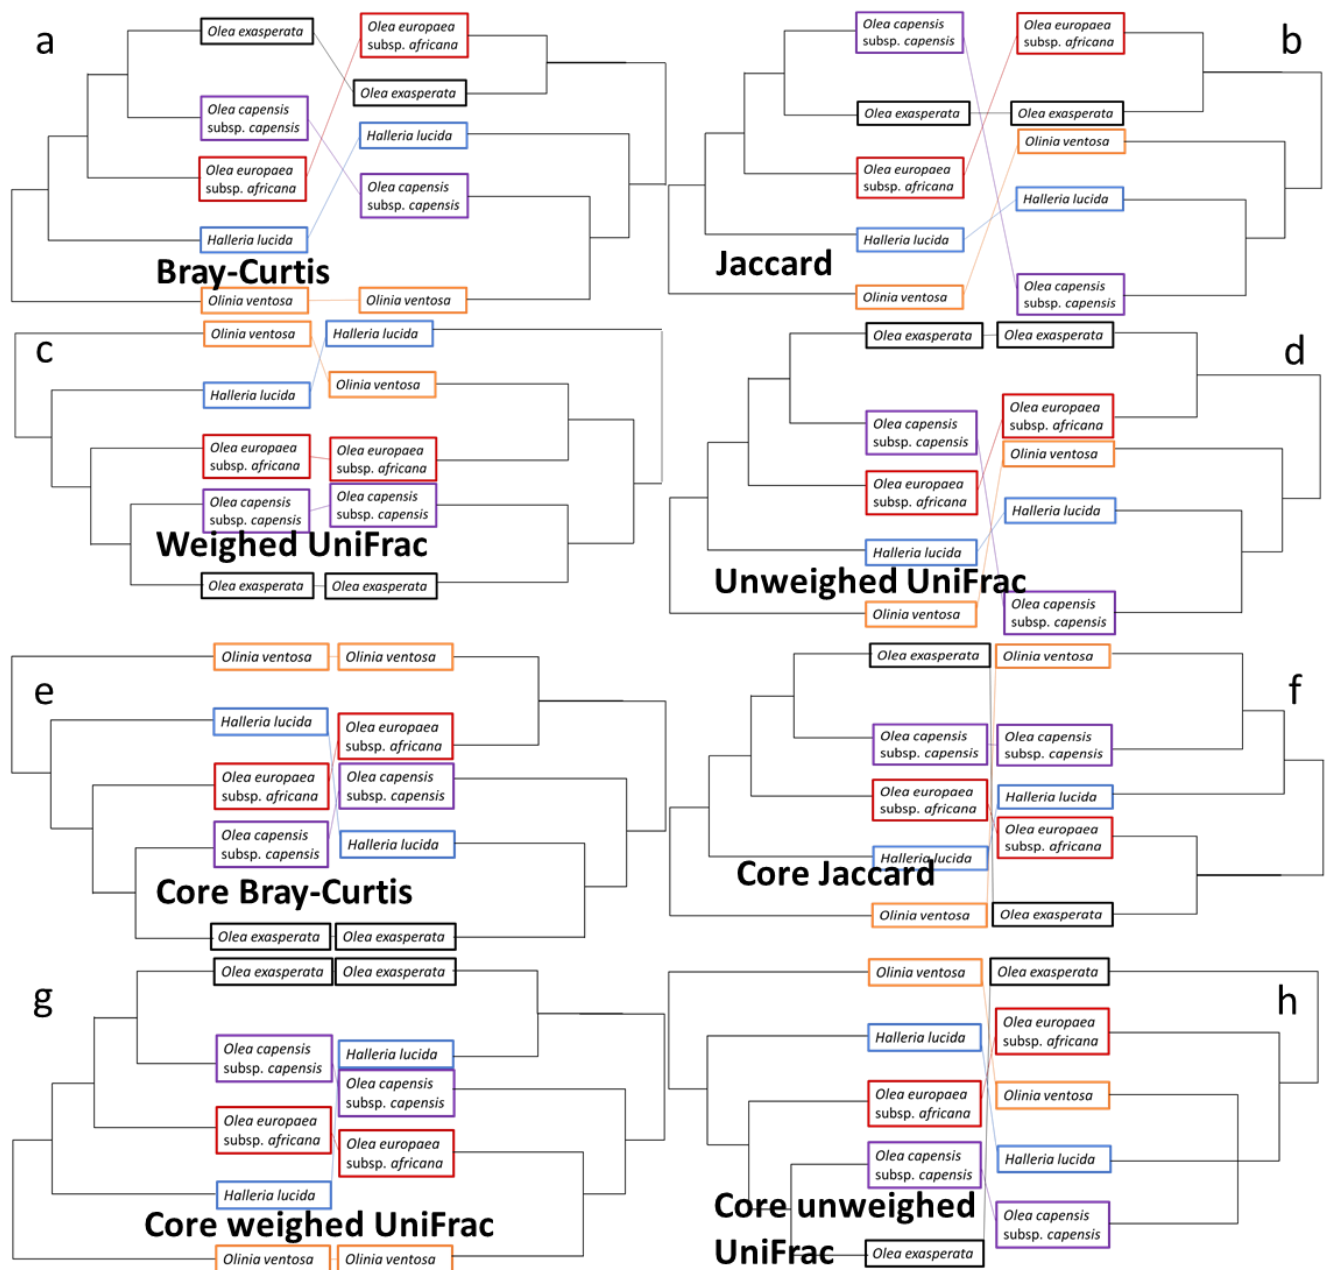 a
Olea exasperata
Olea europaea
subsp. africana
Olea exasperata
Olea capensis
subsp. capensis
Halleria lucida
Olea europaea
subsp. africana
Olea capensis
subsp. capensis
Halleria lucida
Bray-Curtis
Olinia ventosa
Olinia ventosa
b
Olea capensis
subsp. capensis
Olea europaea
subsp. africana
Olea exasperata
Olea exasperata
Olinia ventosa
Olea europaea
subsp. africana
Halleria lucida
Halleria lucida
Jaccard
Olinia ventosa
Olea capensis
subsp. capensis
c
Olinia ventosa
Halleria lucida
Halleria lucida
Olinia ventosa
Olea europaea
subsp. africana
Olea europaea
subsp. africana
Olea capensis
subsp. capensis
Olea capensis
subsp. capensis
Weighed UniFrac
Olea exasperata
Olea exasperata
d
Olea exasperata
Olea exasperata
Olea capensis
subsp. capensis
Olea europaea
subsp. africana
Olinia ventosa
Olea europaea
subsp. africana
Halleria lucida
Halleria lucida
Unweighed UniFrac
Olinia ventosa
Olea capensis
subsp. capensis
e
Olinia ventosa
Olinia ventosa
Halleria lucida
Olea europaea
subsp. africana
Olea europaea
subsp. africana
Olea capensis
subsp. capensis
Olea capensis
subsp. capensis
Halleria lucida
Core Bray-Curtis
Olea exasperata
Olea exasperata
f
Olea exasperata
Olinia ventosa
Olea capensis
subsp. capensis
Olea capensis
subsp. capensis
Olea europaea
subsp. africana
Halleria lucida
Olea europaea
subsp. africana
Halleria lucida
Core Jaccard
Olinia ventosa
Olea exasperata
g
Olea exasperata
Olea exasperata
Olea capensis
subsp. capensis
Halleria lucida
Olea capensis
subsp. capensis
Olea europaea
subsp. africana
Olea europaea
subsp. africana
Halleria lucida
Core weighed UniFrac
Olinia ventosa
Olinia ventosa
h
Olinia ventosa
Olea exasperata
Halleria lucida
Olea europaea
subsp. africana
Olea europaea
subsp. africana
Olinia ventosa
Olea capensis
subsp. capensis
Halleria lucida
Core unweighed
UniFrac
Olea capensis
subsp. capensis
Olea exasperata